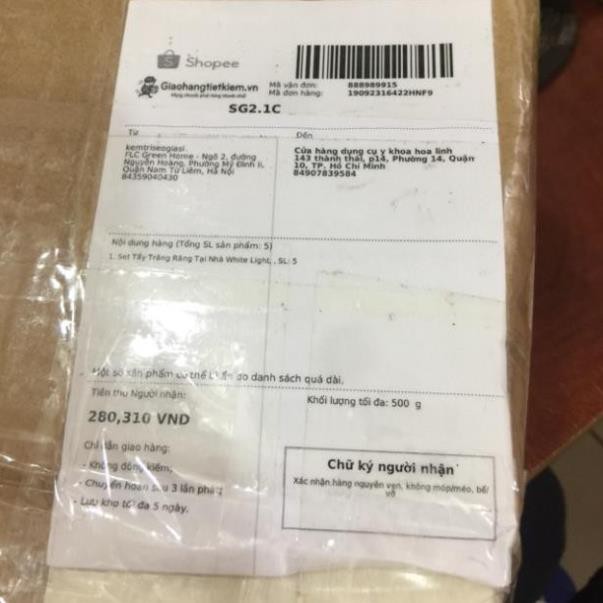 Shopee
Giaohangtietkiem.vn
Mã vận đơn: 888989915
Mã đơn hàng: 19092316422HNF9
SG2.1C
Từ
kemtriseogiasi
FLC Green Home - Ngõ 2, đường
Nguyễn Hoàng, Phường Mỹ Đình II,
Quận Nam Từ Liêm, Hà Nội
84359040430
Đến
Cửa hàng dụng cụ y khoa hoa linh
143 thành thái, p14, Phường 14, Quận
10, TP. Hồ Chí Minh
84907839584
Nội dung hàng (Tổng SL sản phẩm: 5)
1. Set Tẩy Trắng Răng Tại Nhà White Light, , SL: 5
Một số sản phẩm có thể bị ẩn do danh sách quá dài.
Tiền thu Người nhận:
280,310 VND
Khối lượng tối đa: 500 g
Chỉ dẫn giao hàng:
- Không đồng kiểm;
- Chuyển hoàn sau 3 lần phát;
- Lưu kho tối đa 5 ngày.
Chữ ký người nhận
Xác nhận hàng nguyên vẹn, không móp/méo, bể/
vỡ